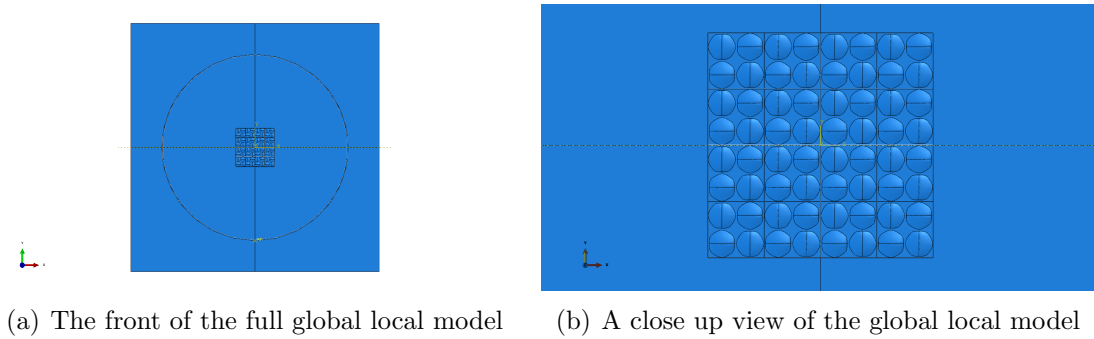 Y
X
Y
X
(a) The front of the full global local model
(b) A close up view of the global local model